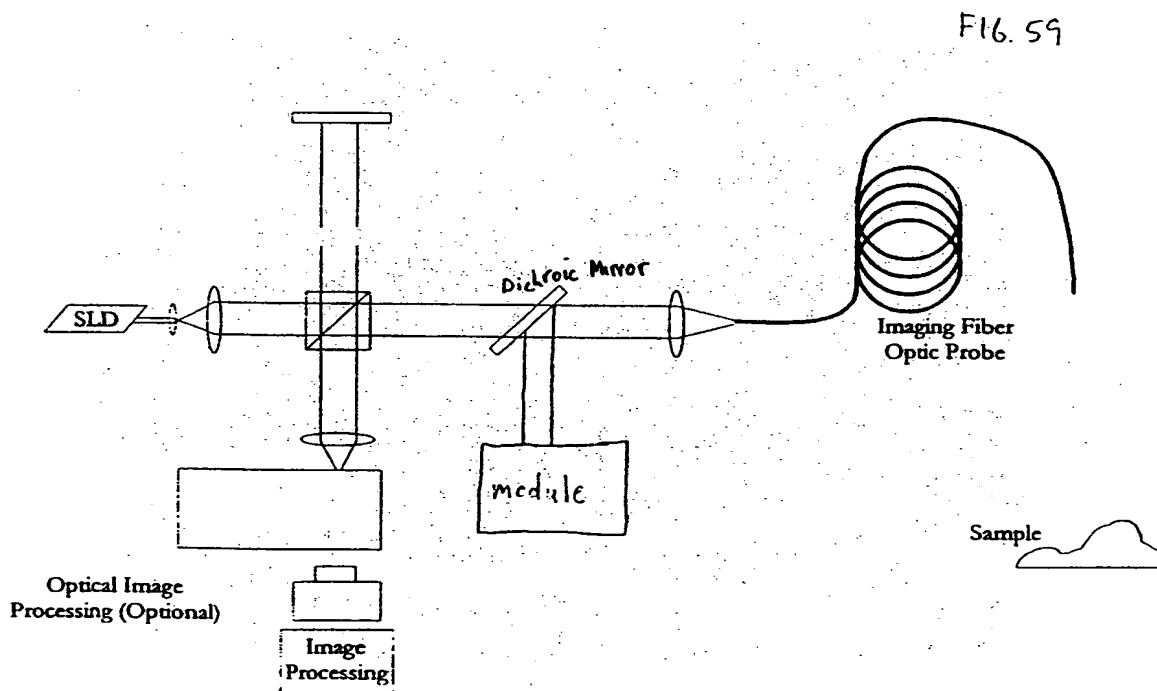 FIG. 59
Dichroic Mirror
SLD
Imaging Fiber
Optic Probe
module
Sample
Optical Image
Processing (Optional)
Image
Processing